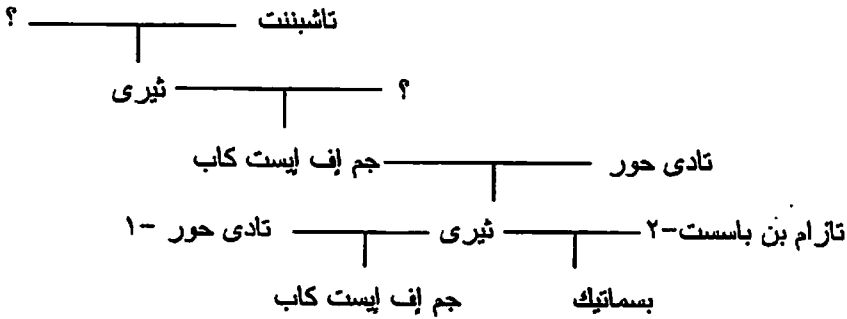 تاشبننت ؟
؟ ثيرى
تادى حور جم إف إيست كاب
تازام بن باسست-٢ ثيرى تادى حور -١
بسماتيك جم إف إيست كاب